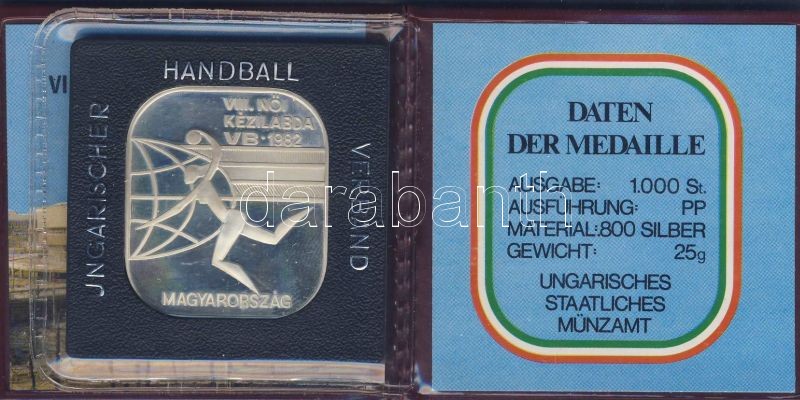 VI
HANDBALL
UNGARISCHER
VERBAND
VIII. NŐI
KÉZILABDA
VB·1982
MAGYARORSZÁG
darabanth
DATEN
DER MEDAILLE
AUSGABE: 1.000 St.
AUSFÜHRUNG: PP
MATERIAL:800 SILBER
GEWICHT: 25g
UNGARISCHES
STAATLICHES
MÜNZAMT